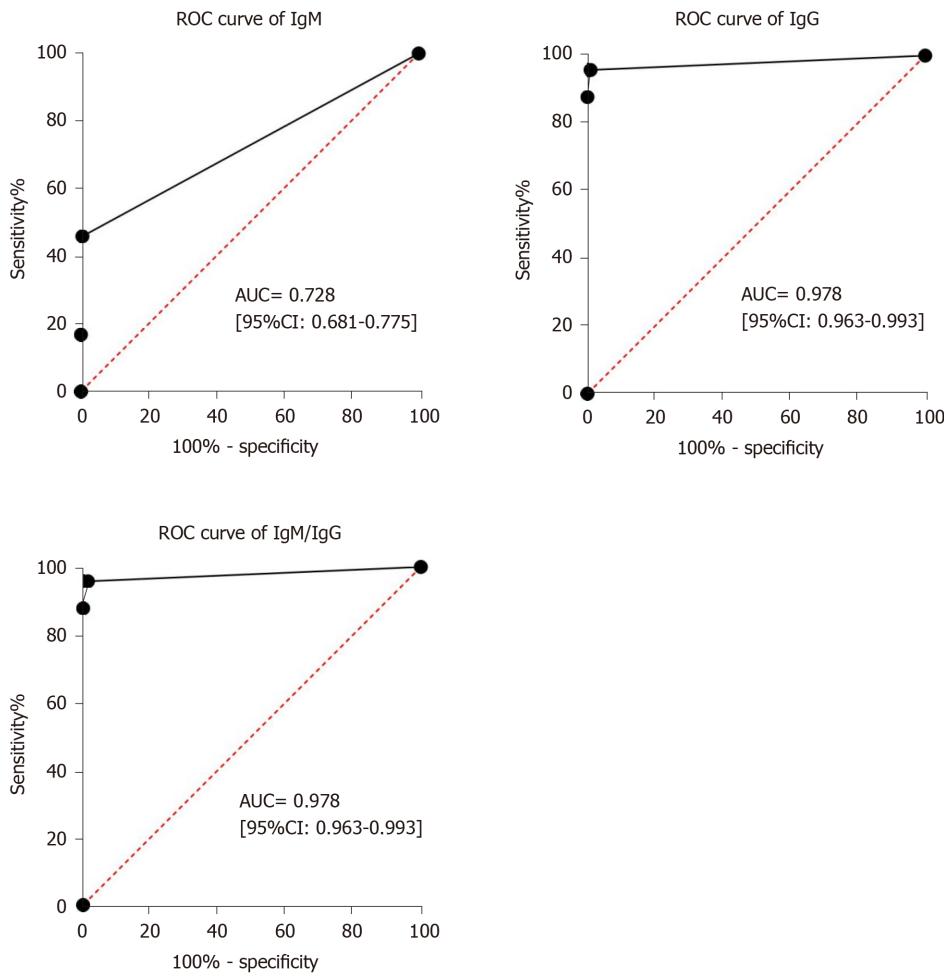 ROC curve of IgM
100
80
60
40
20
0
Sensitivity%
AUC= 0.728
[95%CI: 0.681-0.775]
0 20 40 60 80 100
100% - specificity
ROC curve of IgG
100
80
60
40
20
0
Sensitivity%
AUC= 0.978
[95%CI: 0.963-0.993]
0 20 40 60 80 100
100% - specificity
ROC curve of IgM/IgG
100
80
60
40
20
0
Sensitivity%
AUC= 0.978
[95%CI: 0.963-0.993]
0 20 40 60 80 100
100% - specificity